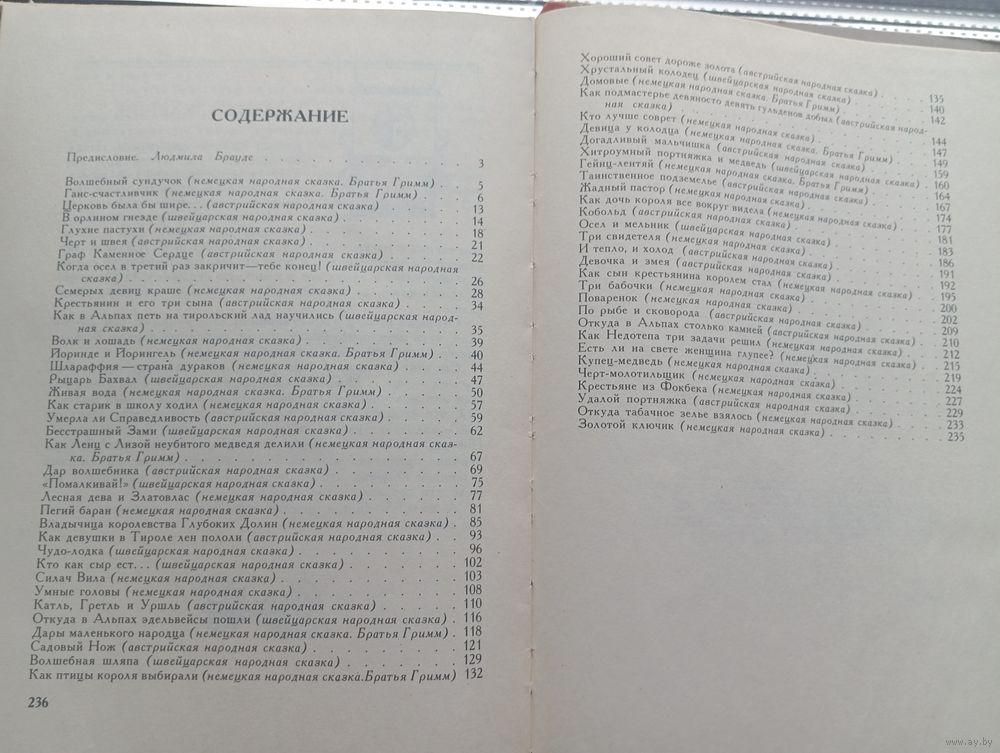 СОДЕРЖАНИЕ
Предисловие. Людмила Брауде . . . . . . . . . . . 3
Волшебный сундучок (немецкая народная сказка. Братья Гримм) . . 5
Ганс-счастливчик (немецкая народная сказка. Братья Гримм) . . . 6
Церковь была бы шире... (австрийская народная сказка) . . . . 13
В орлином гнезде (швейцарская народная сказка) . . . . . . 14
Глухие пастухи (немецкая народная сказка) . . . . . . . 18
Черт и швея (австрийская народная сказка) . . . . . . . 21
Граф Каменное Сердце (австрийская народная сказка) . . . . 22
Когда осел в третий раз закричит—тебе конец! (швейцарская народная
сказка) . . . . . . . . . . . . . . 26
Семерых девиц краше (немецкая народная сказка) . . . . . 28
Крестьянин и его три сына (австрийская народная сказка) . . . 34
Как в Альпах петь на тирольский лад научились (швейцарская народ-
ная сказка) . . . . . . . . . . . . . 35
Волк и лошадь (немецкая народная сказка) . . . . . . . 39
Йоринде и Йорингель (немецкая народная сказка. Братья Гримм) . . 40
Шлараффия—страна дураков (немецкая народная сказка) . . . . 44
Рыцарь Бахвал (швейцарская народная сказка) . . . . . . 47
Живая вода (немецкая народная сказка. Братья Гримм) . . . . 50
Как старик в школу ходил (немецкая народная сказка) . . . . 57
Умерла ли Справедливость (австрийская народная сказка) . . . 59
Бесстрашный Зами (швейцарская народная сказка) . . . . . 62
Как Ленц с Лизой неубитого медведя делили (немецкая народная сказ-
ка. Братья Гримм) . . . . . . . . . . . 67
Дар волшебника (австрийская народная сказка) . . . . . . 69
«Помалкивай!» (швейцарская народная сказка) . . . . . . 75
Лесная дева и Златовлас (немецкая народная сказка) . . . . . 77
Пегий баран (немецкая народная сказка) . . . . . . . . 81
Владычица королевства Глубоких Долин (немецкая народная сказка) . 85
Как девушки в Тироле лен пололи (австрийская народная сказка) . . 93
Чудо-лодка (швейцарская народная сказка) . . . . . . . 96
Кто как сыр ест... (швейцарская народная сказка) . . . . . 102
Силач Вила (немецкая народная сказка) . . . . . . . . 103
Умные головы (немецкая народная сказка) . . . . . . . 108
Катль, Гретль и Уршль (австрийская народная сказка) . . . . 110
Откуда в Альпах эдельвейсы пошли (швейцарская народная сказка) . 116
Дары маленького народца (немецкая народная сказка. Братья Гримм) . 118
Садовый Нож (австрийская народная сказка) . . . . . . . 121
Волшебная шляпа (швейцарская народная сказка) . . . . . . 129
Как птицы короля выбирали (немецкая народная сказка.Братья Гримм) 132
236
Хороший совет дороже золота (австрийская народная сказка) . . . . 135
Хрустальный колодец (швейцарская народная сказка) . . . . 140
Домовые (немецкая народная сказка. Братья Гримм) . . . . 142
Как подмастерье девяносто девять гульденов добыл (австрийская народ-
ная сказка) . . . . . . . . . . . . . 144
Кто лучше соврет (немецкая народная сказка) . . . . . . 147
Девица у колодца (немецкая народная сказка. Братья Гримм) . . 149
Догадливый мальчишка (австрийская народная сказка) . . . . 159
Хитроумный портняжка и медведь (швейцарская народная сказка) . 160
Гейнц-лентяй (немецкая народная сказка. Братья Гримм) . . . 164
Таинственное подземелье (австрийская народная сказка) . . . . 167
Жадный пастор (немецкая народная сказка) . . . . . . 174
Как дочь короля все вокруг видела (немецкая народная сказка) . . 177
Кобольд (австрийская народная сказка) . . . . . . . 181
Осел и мельник (швейцарская народная сказка) . . . . . 183
Три свидетеля (немецкая народная сказка) . . . . . . 186
И тепло, и холод (австрийская народная сказка) . . . . . 191
Девочка и змея (австрийская народная сказка) . . . . . 192
Как сын крестьянина королем стал (австрийская народная сказка) . 195
Три бабочки (немецкая народная сказка) . . . . . . . 200
Поваренок (немецкая народная сказка) . . . . . . . 202
По рыбе и сковорода (австрийская народная сказка) . . . . 209
Откуда в Альпах столько камней (австрийская народная сказка) . . 210
Как Недотепа три задачи решил (немецкая народная сказка) . . . 212
Есть ли на свете женщина глупее? (немецкая народная сказка) . . 215
Купец-медведь (немецкая народная сказка) . . . . . . 219
Черт-молотильщик (немецкая народная сказка) . . . . . 224
Крестьяне из Фокбека (немецкая народная сказка) . . . . 227
Удалой портняжка (австрийская народная сказка) . . . . . 229
Откуда табачное зелье взялось (немецкая народная сказка) . . . 233
Золотой ключик (немецкая народная сказка) . . . . . . 235
www.ay.by